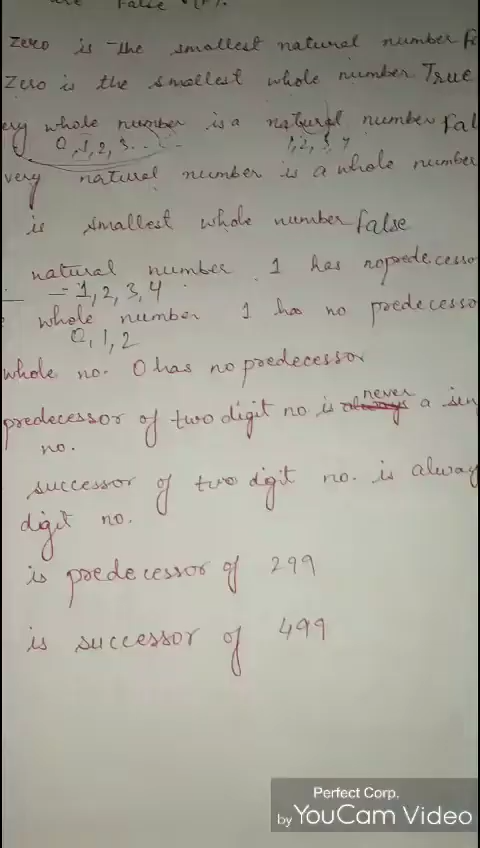 are False (F).
Zero is the smallest natural number
Zero is the smallest whole number True
whole number is a natural number
0,1,2,3.... 1,2,3,4
natural number is a whole number
is smallest whole number false
natural number 1 has no
- 1,2,3,4
whole number 1 has no
0,1,2
whole no. 0 has no predecessor
never
predecessor of two digit no. is always a
no.
successor of two digit no. is
digit no.
is predecessor of 299
is successor of 499
Perfect Corp.
by YouCam Video